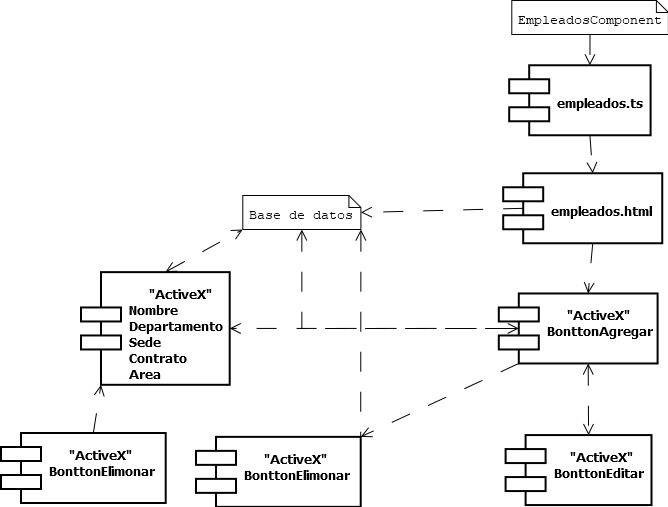 EmpleadosComponent
empleados.ts
empleados.html
Base de datos
"ActiveX"
Nombre
Departamento
Sede
Contrato
Area
"ActiveX"
BonttonAgregar
"ActiveX"
BonttonElimonar
"ActiveX"
BonttonElimonar
"ActiveX"
BonttonEditar